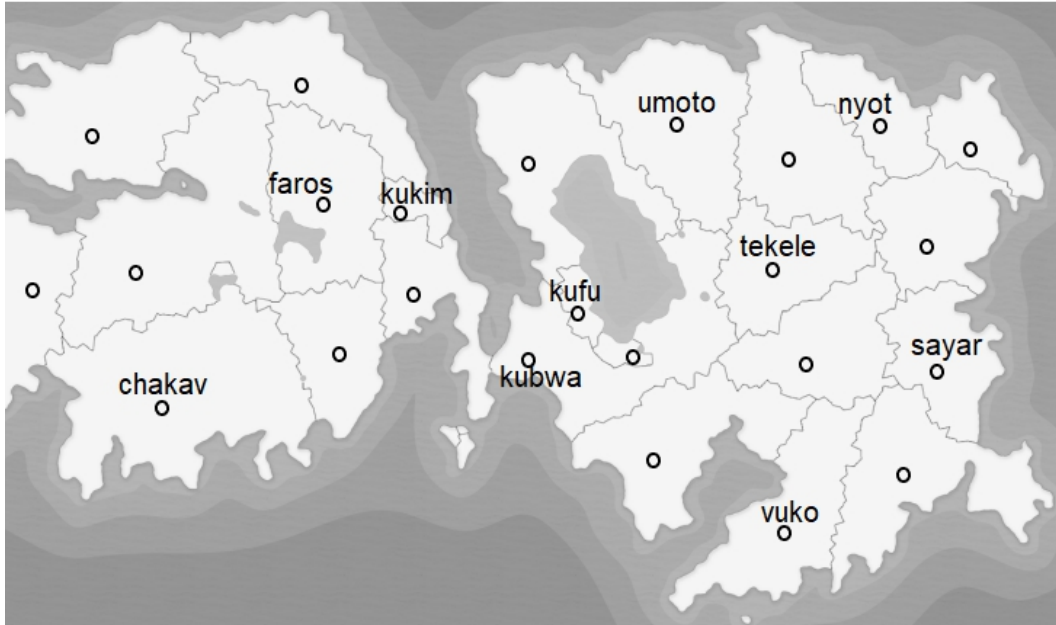 umoto
nyot
faros
kukim
tekele
kufu
sayar
kubwa
chakav
vuko